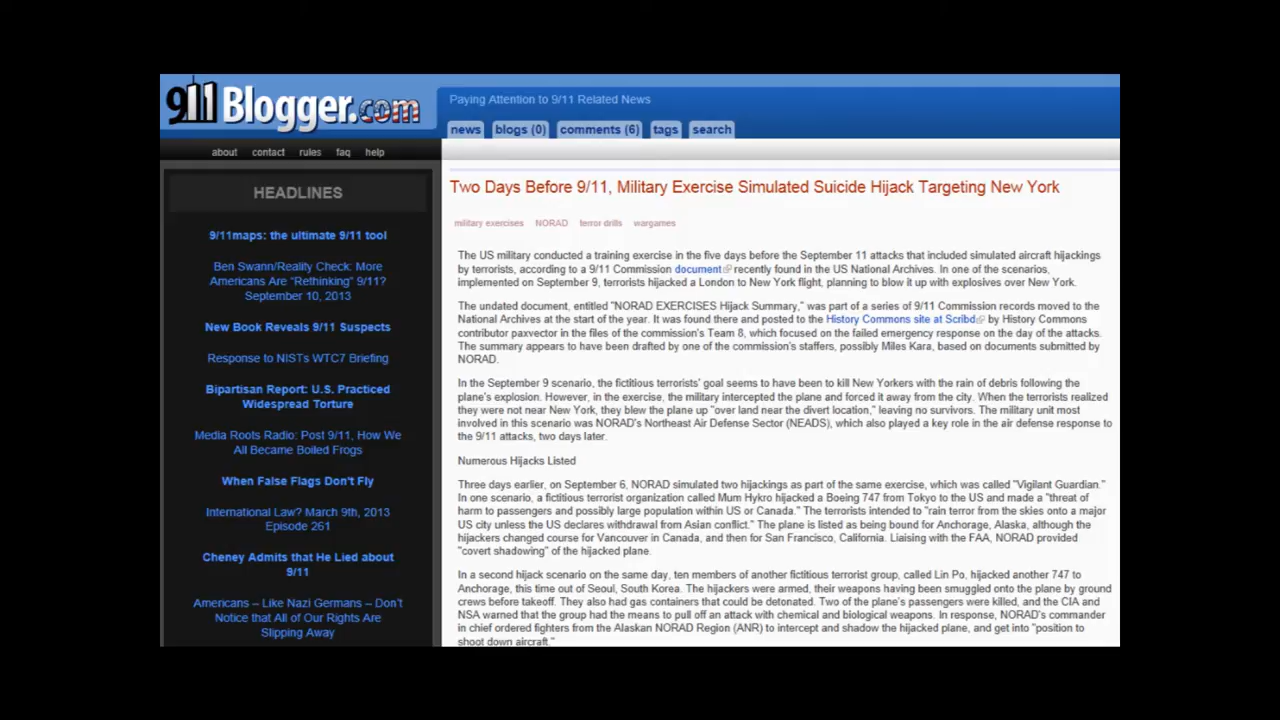 911Blogger.com
Paying Attention to 9/11 Related News
news blogs (0) comments (6) tags search
about contact rules faq help
HEADLINES
9/11maps: the ultimate 9/11 tool
Ben Swann/Reality Check: More
Americans Are “Rethinking” 9/11?
September 10, 2013
New Book Reveals 9/11 Suspects
Response to NISTs WTC7 Briefing
Bipartisan Report: U.S. Practiced
Widespread Torture
Media Roots Radio: Post 9/11, How We
All Became Boiled Frogs
When False Flags Don't Fly
International Law? March 9th, 2013
Episode 261
Cheney Admits that He Lied about
9/11
Americans – Like Nazi Germans – Don't
Notice that All of Our Rights Are
Slipping Away
Two Days Before 9/11, Military Exercise Simulated Suicide Hijack Targeting New York
military exercises NORAD terror drills wargames
The US military conducted a training exercise in the five days before the September 11 attacks that included simulated aircraft hijackings
by terrorists, according to a 9/11 Commission document recently found in the US National Archives. In one of the scenarios,
implemented on September 9, terrorists hijacked a London to New York flight, planning to blow it up with explosives over New York.
The undated document, entitled "NORAD EXERCISES Hijack Summary," was part of a series of 9/11 Commission records moved to the
National Archives at the start of the year. It was found there and posted to the History Commons site at Scribd by History Commons
contributor paxvector in the files of the commission's Team 8, which focused on the failed emergency response on the day of the attacks.
The summary appears to have been drafted by one of the commission's staffers, possibly Miles Kara, based on documents submitted by
NORAD.
In the September 9 scenario, the fictitious terrorists' goal seems to have been to kill New Yorkers with the rain of debris following the
plane's explosion. However, in the exercise, the military intercepted the plane and forced it away from the city. When the terrorists realized
they were not near New York, they blew the plane up "over land near the divert location," leaving no survivors. The military unit most
involved in this scenario was NORAD's Northeast Air Defense Sector (NEADS), which also played a key role in the air defense response to
the 9/11 attacks, two days later.
Numerous Hijacks Listed
Three days earlier, on September 6, NORAD simulated two hijackings as part of the same exercise, which was called "Vigilant Guardian."
In one scenario, a fictitious terrorist organization called Mum Hykro hijacked a Boeing 747 from Tokyo to the US and made a "threat of
harm to passengers and possibly large population within US or Canada." The terrorists intended to "rain terror from the skies onto a major
US city unless the US declares withdrawal from Asian conflict." The plane is listed as being bound for Anchorage, Alaska, although the
hijackers changed course for Vancouver in Canada, and then for San Francisco, California. Liaising with the FAA, NORAD provided
"covert shadowing" of the hijacked plane.
In a second hijack scenario on the same day, ten members of another fictitious terrorist group, called Lin Po, hijacked another 747 to
Anchorage, this time out of Seoul, South Korea. The hijackers were armed, their weapons having been smuggled onto the plane by ground
crews before takeoff. They also had gas containers that could be detonated. Two of the plane's passengers were killed, and the CIA and
NSA warned that the group had the means to pull off an attack with chemical and biological weapons. In response, NORAD's commander
in chief ordered fighters from the Alaskan NORAD Region (ANR) to intercept and shadow the hijacked plane, and get into "position to
shoot down aircraft."